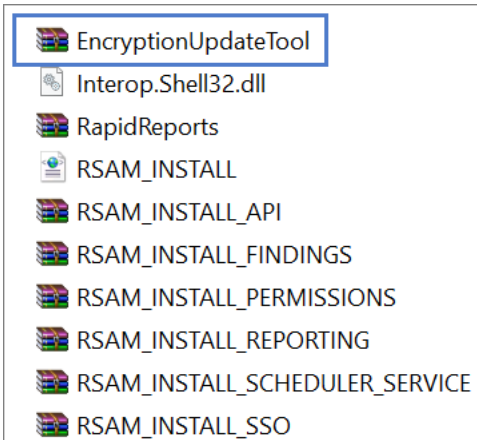 EncryptionUpdateTool
Interop.Shell32.dll
RapidReports
RSAM_INSTALL
RSAM_INSTALL_API
RSAM_INSTALL_FINDINGS
RSAM_INSTALL_PERMISSIONS
RSAM_INSTALL_REPORTING
RSAM_INSTALL_SCHEDULER_SERVICE
RSAM_INSTALL_SSO